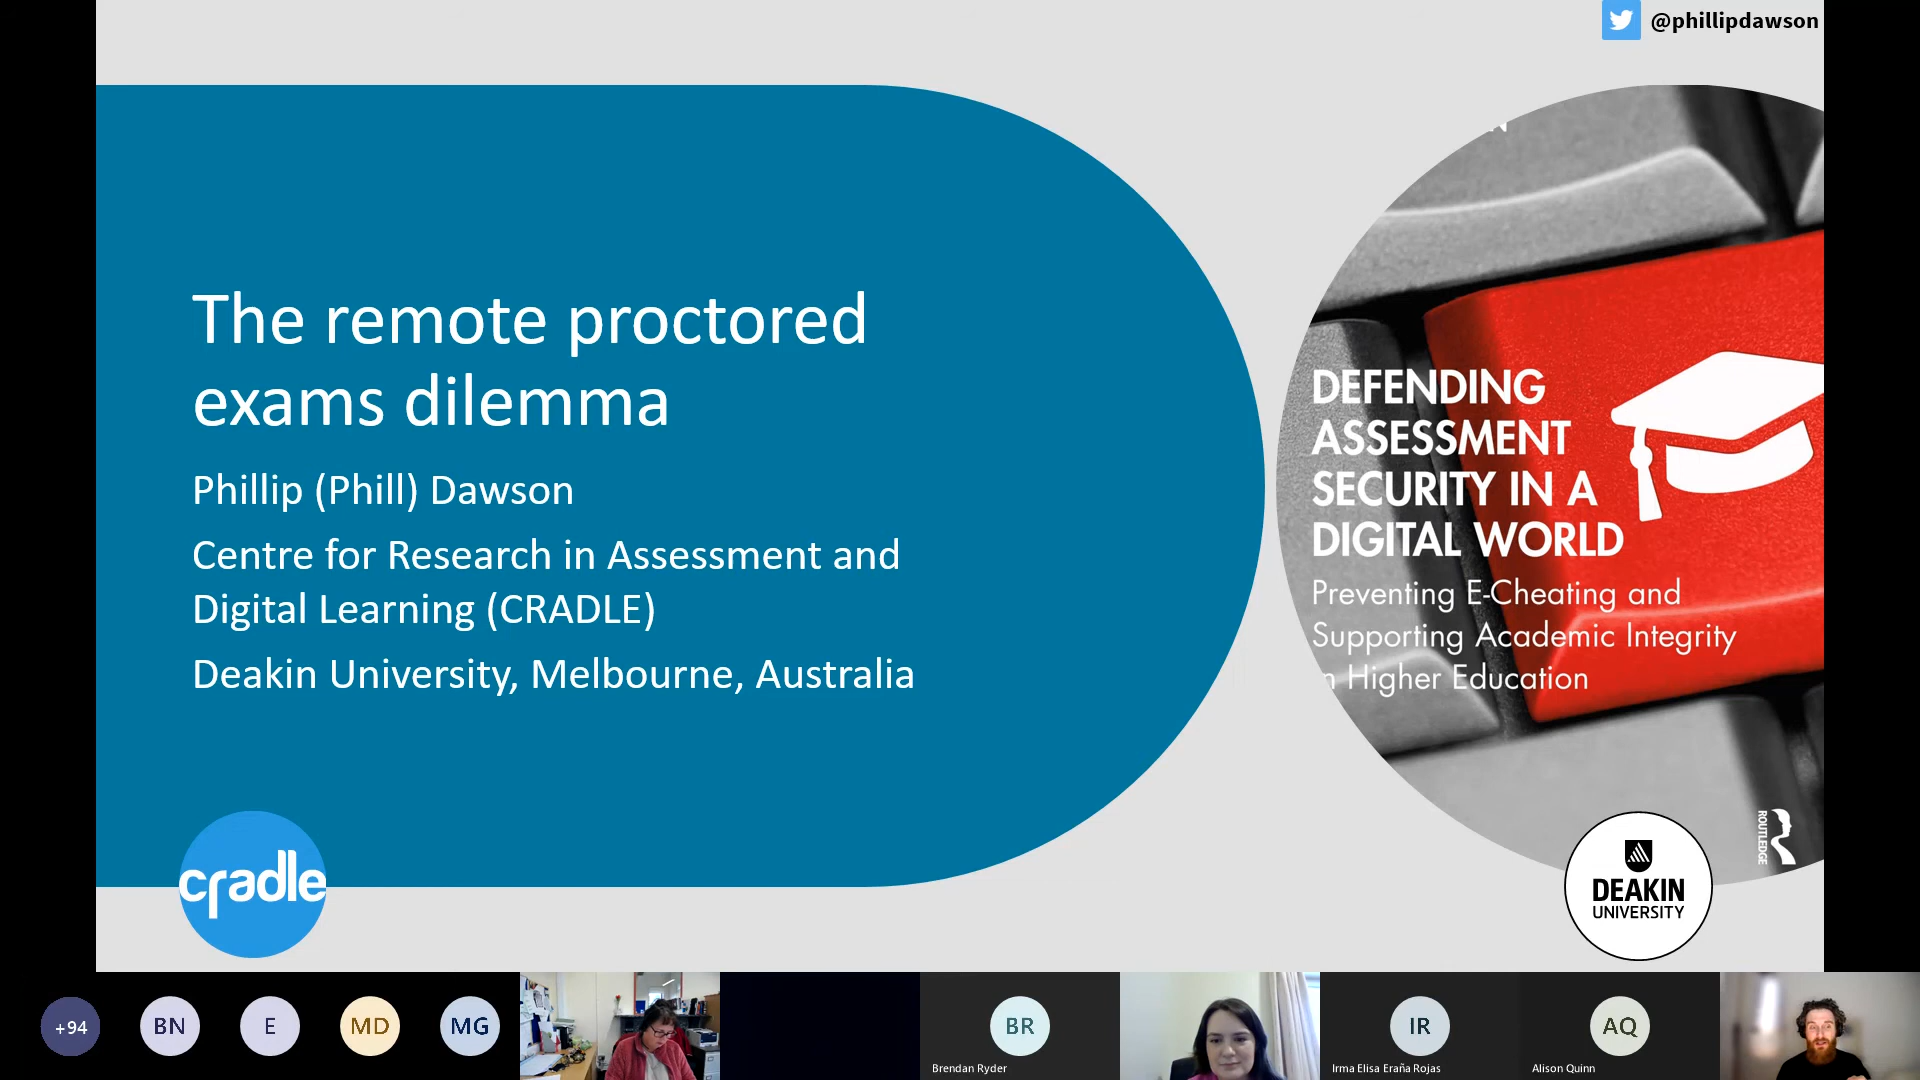 @phillipdawson
The remote proctored
exams dilemma
Phillip (Phill) Dawson
Centre for Research in Assessment and
Digital Learning (CRADLE)
Deakin University, Melbourne, Australia
DEFENDING
ASSESSMENT
SECURITY IN A
DIGITAL WORLD
Preventing E-Cheating and
Supporting Academic Integrity
n Higher Education
ROUTLEDGE
cradle
DEAKIN
UNIVERSITY
+94
BN
E
MD
MG
BR
Brendan Ryder
IR
Irma Elisa Eraña Rojas
AQ
Alison Quinn